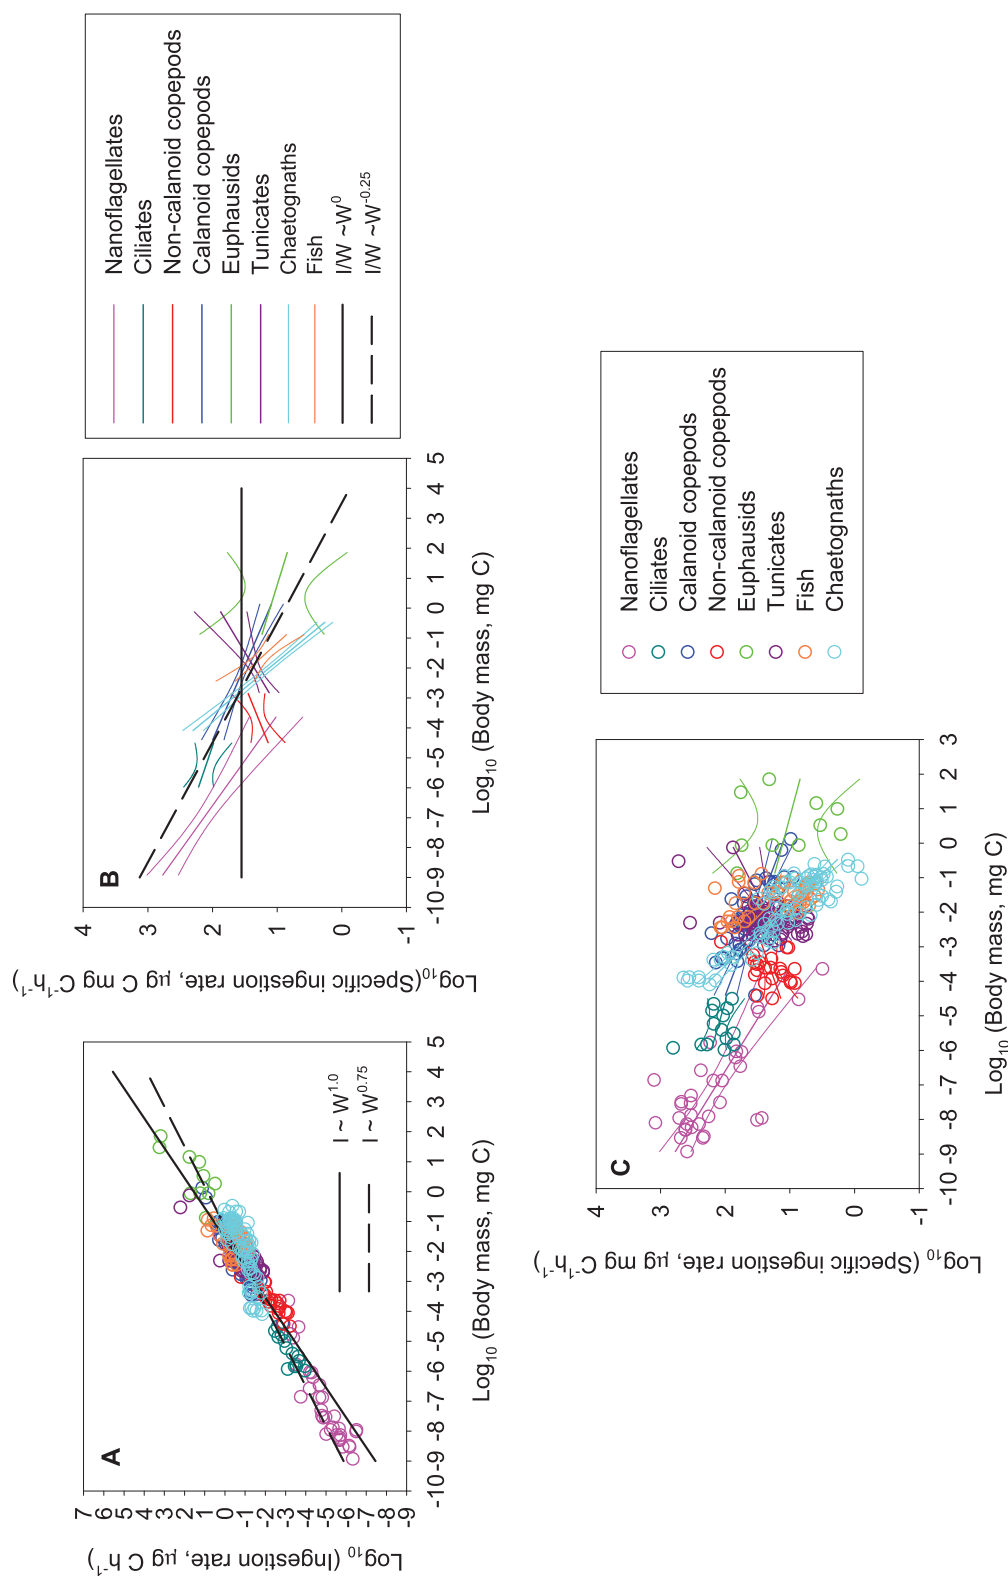 A
7
6
5
4
3
2
1
0
-1
-2
-3
-4
-5
-6
-7
-8
-9
Log10 (Ingestion rate, µg C h-1)
-10 -9 -8 -7 -6 -5 -4 -3 -2 -1 0 1 2 3 4 5
Log10 (Body mass, mg C)
I ~ W1.0
I ~ W0.75
B
4
3
2
1
0
-1
Log10 (Specific ingestion rate, µg C mg C-1h-1)
-10 -9 -8 -7 -6 -5 -4 -3 -2 -1 0 1 2 3 4 5
Log10 (Body mass, mg C)
Nanoflagellates
Ciliates
Non-calanoid copepods
Calanoid copepods
Euphausids
Tunicates
Chaetognaths
Fish
I/W ~W0
I/W ~W-0.25
C
4
3
2
1
0
-1
Log10 (Specific ingestion rate, µg mg C-1h-1)
-10 -9 -8 -7 -6 -5 -4 -3 -2 -1 0 1 2 3
Log10 (Body mass, mg C)
Nanoflagellates
Ciliates
Calanoid copepods
Non-calanoid copepods
Euphausids
Tunicates
Fish
Chaetognaths